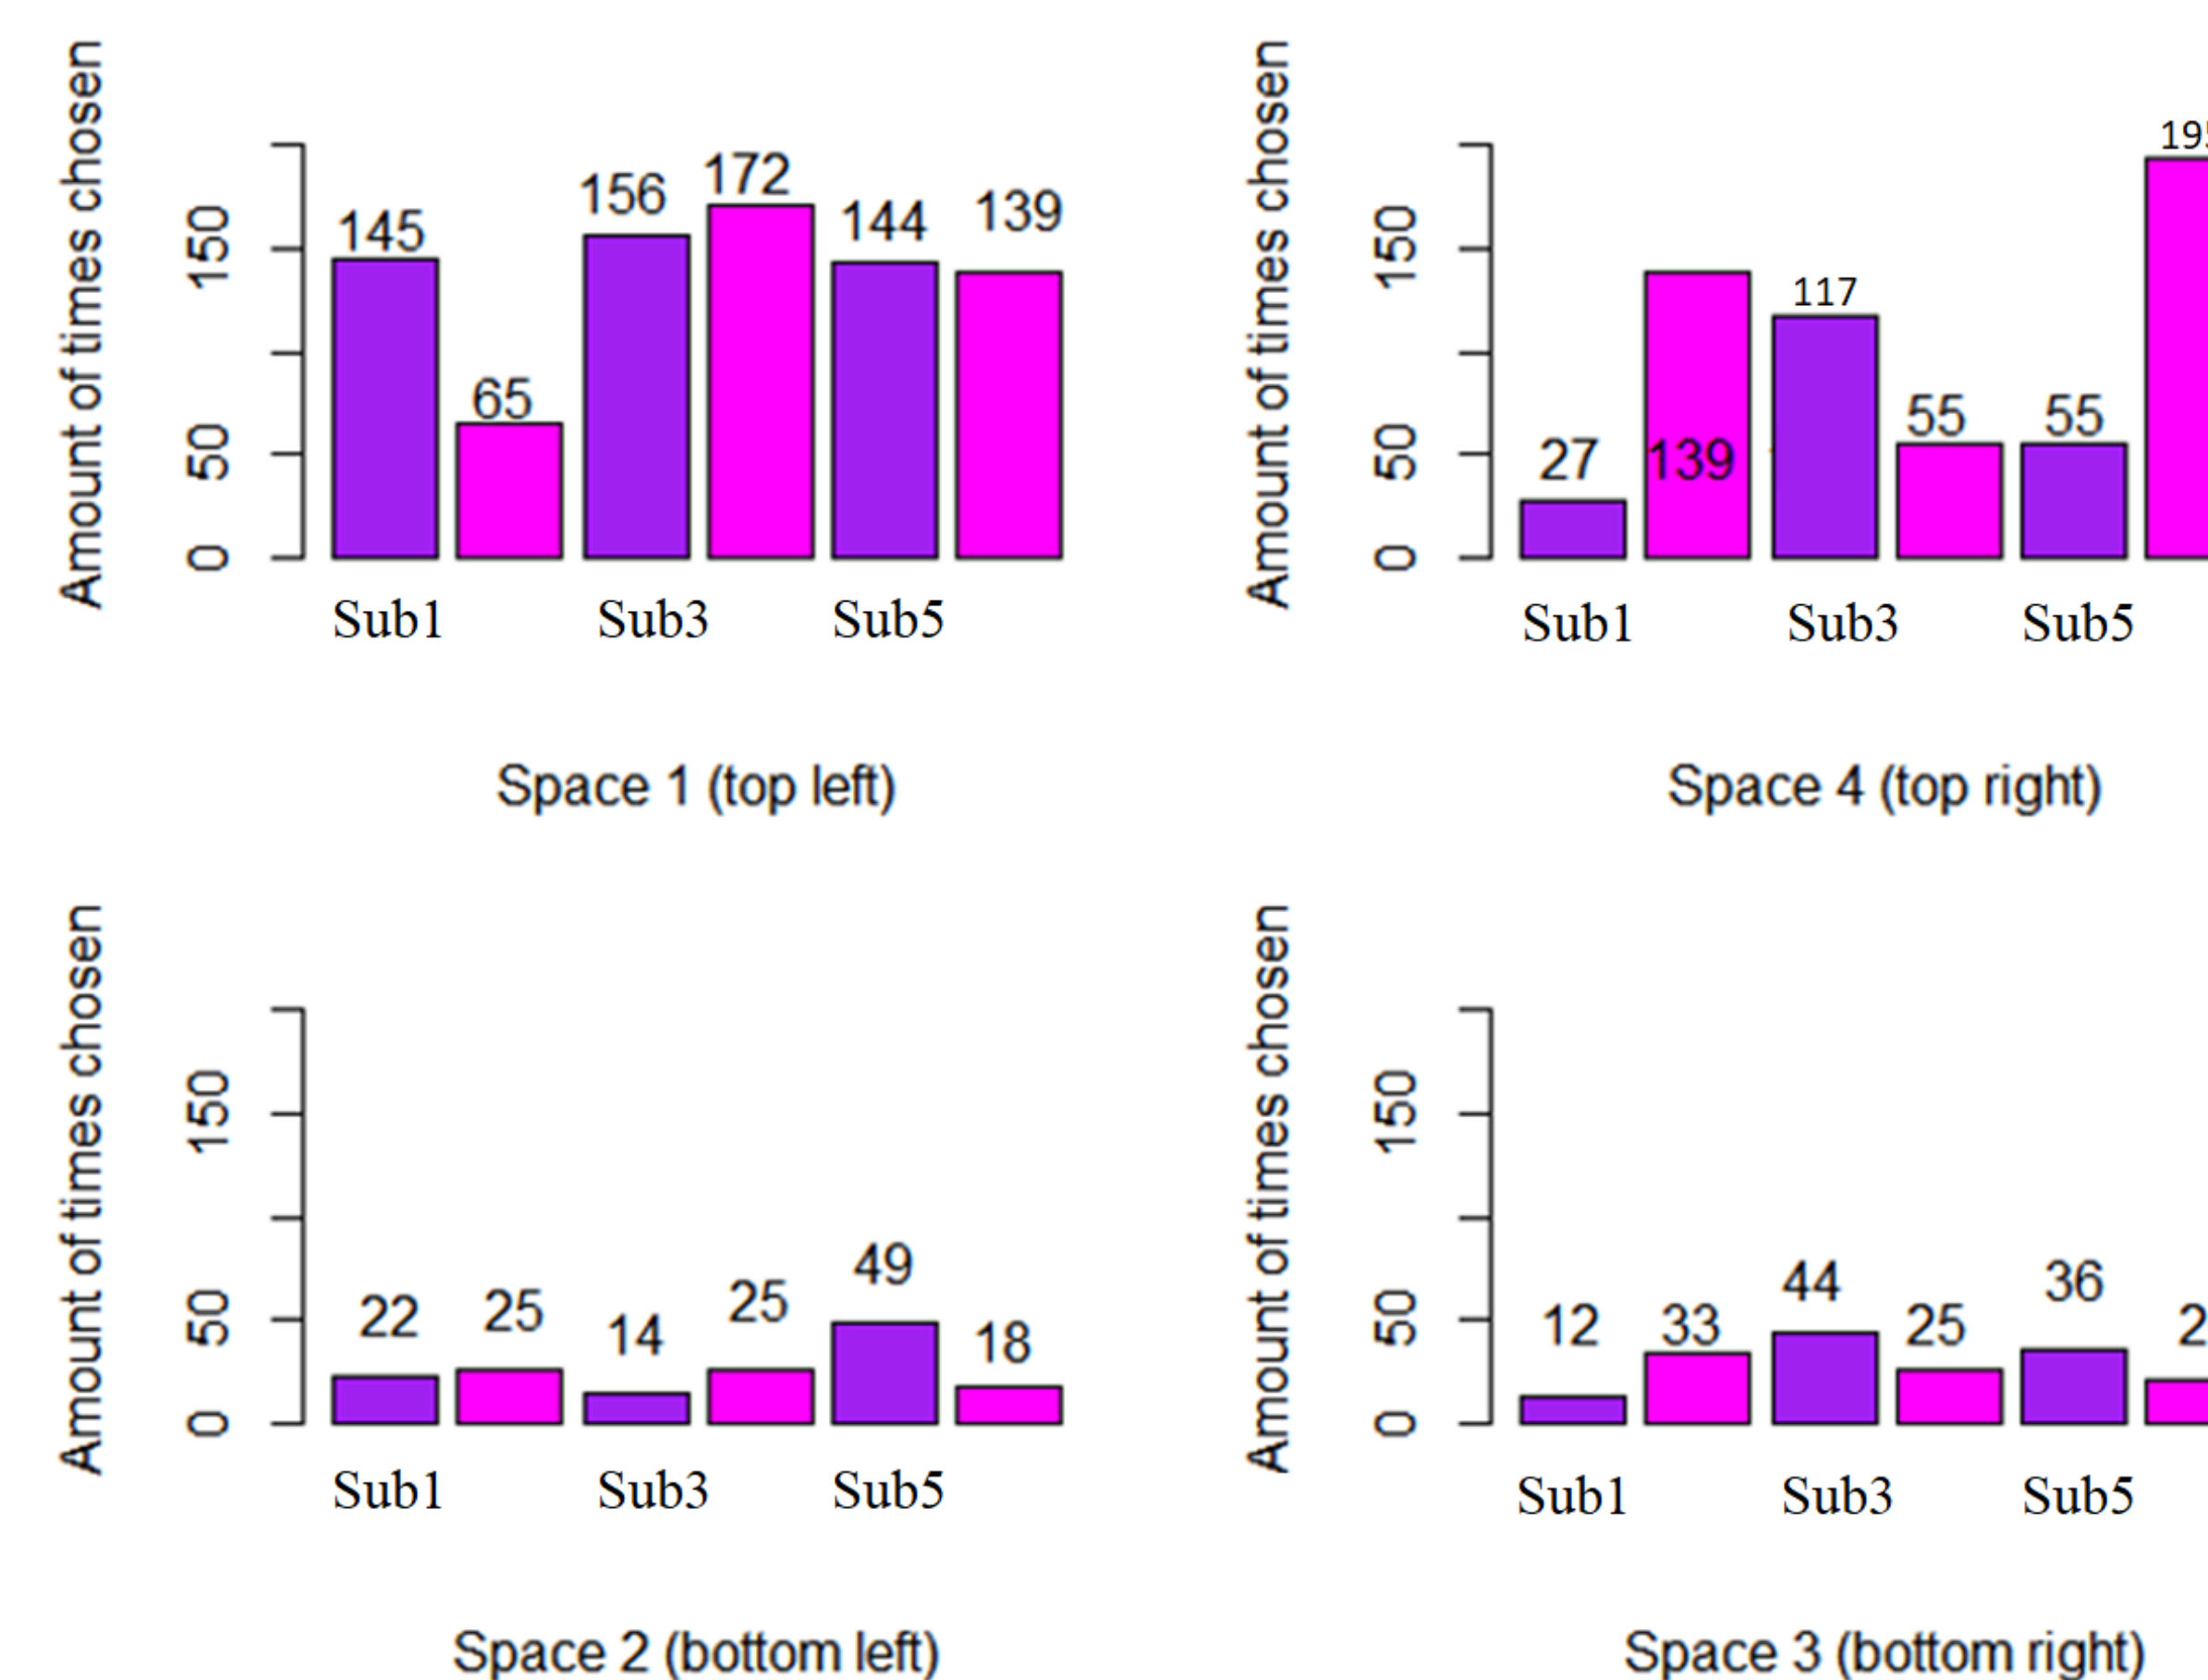 Amount of times chosen
0
50
150
145
65
156
172
144
139
Sub1
Sub3
Sub5
Space 1 (top left)
Amount of times chosen
0
50
150
27
139
117
55
55
Sub1
Sub3
Sub5
Space 4 (top right)
Amount of times chosen
0
50
150
22
25
14
25
49
18
Sub1
Sub3
Sub5
Space 2 (bottom left)
Amount of times chosen
0
50
150
12
33
44
25
36
Sub1
Sub3
Sub5
Space 3 (bottom right)